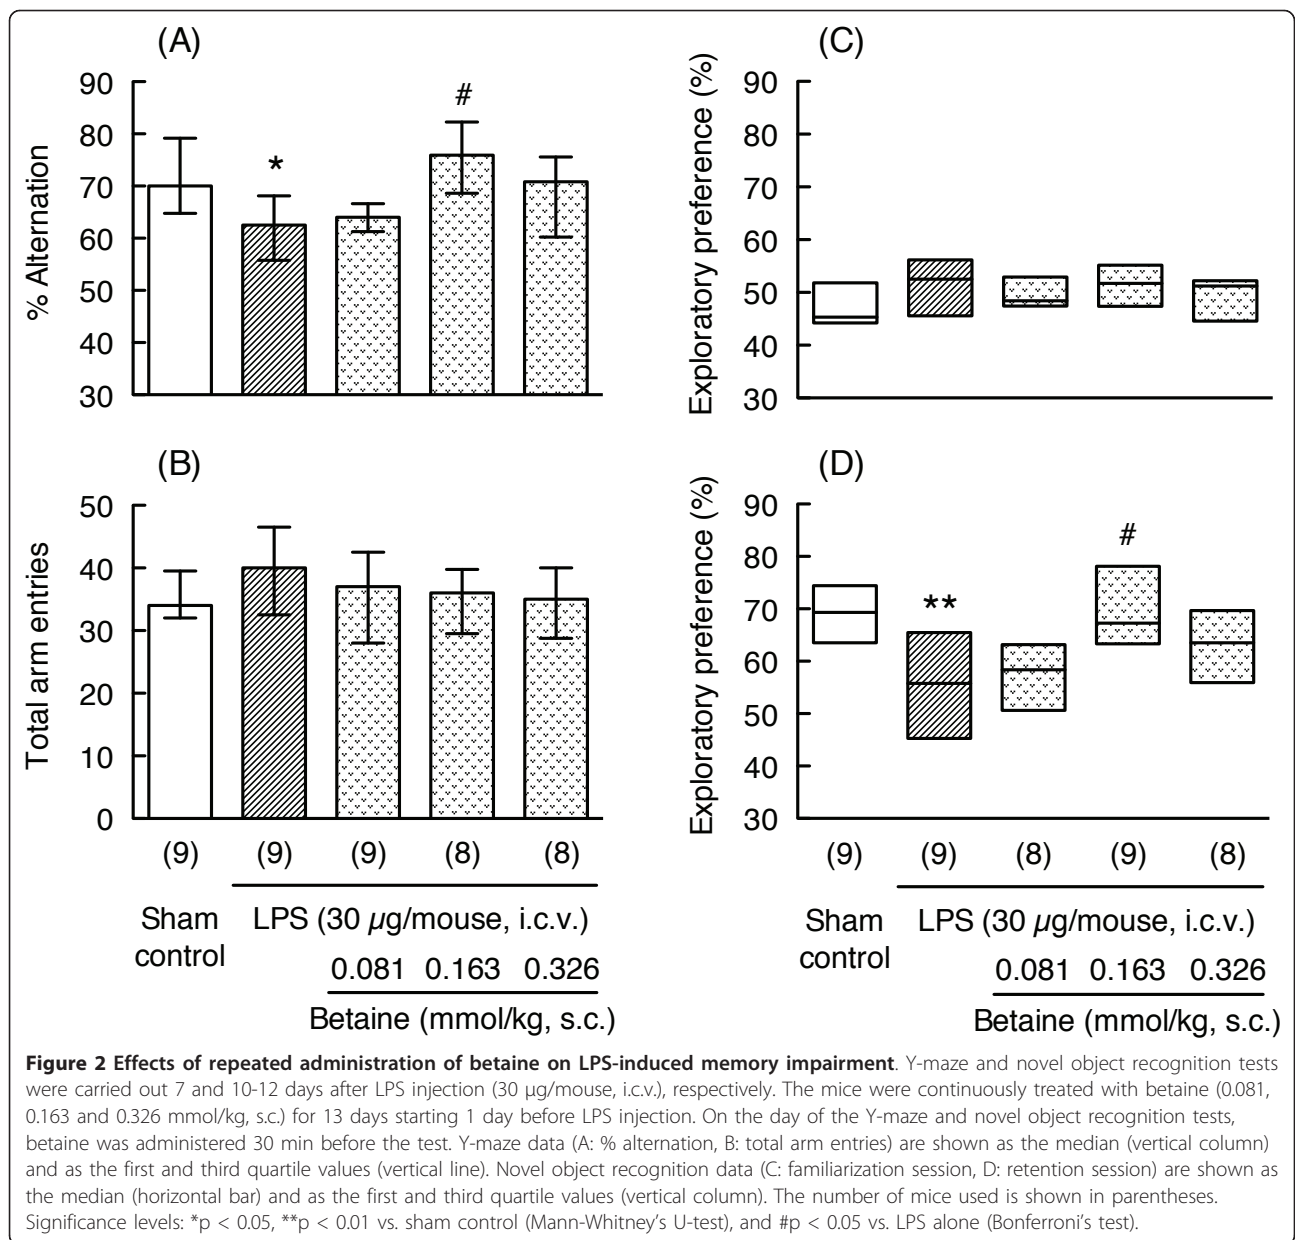 (A)
% Alternation
90
80
70
60
50
40
30
*
#
(B)
Total arm entries
50
40
30
20
10
0
(9) (9) (9) (8) (8)
Sham control
LPS (30 µg/mouse, i.c.v.)
0.081 0.163 0.326
Betaine (mmol/kg, s.c.)
(C)
Exploratory preference (%)
90
80
70
60
50
40
30
(D)
Exploratory preference (%)
90
80
70
60
50
40
30
**
#
(9) (9) (8) (9) (8)
Sham control
LPS (30 µg/mouse, i.c.v.)
0.081 0.163 0.326
Betaine (mmol/kg, s.c.)
Figure 2 Effects of repeated administration of betaine on LPS-induced memory impairment. Y-maze and novel object recognition tests
were carried out 7 and 10-12 days after LPS injection (30 µg/mouse, i.c.v.), respectively. The mice were continuously treated with betaine (0.081,
0.163 and 0.326 mmol/kg, s.c.) for 13 days starting 1 day before LPS injection. On the day of the Y-maze and novel object recognition tests,
betaine was administered 30 min before the test. Y-maze data (A: % alternation, B: total arm entries) are shown as the median (vertical column)
and as the first and third quartile values (vertical line). Novel object recognition data (C: familiarization session, D: retention session) are shown as
the median (horizontal bar) and as the first and third quartile values (vertical column). The number of mice used is shown in parentheses.
Significance levels: *p < 0.05, **p < 0.01 vs. sham control (Mann-Whitney's U-test), and #p < 0.05 vs. LPS alone (Bonferroni's test).